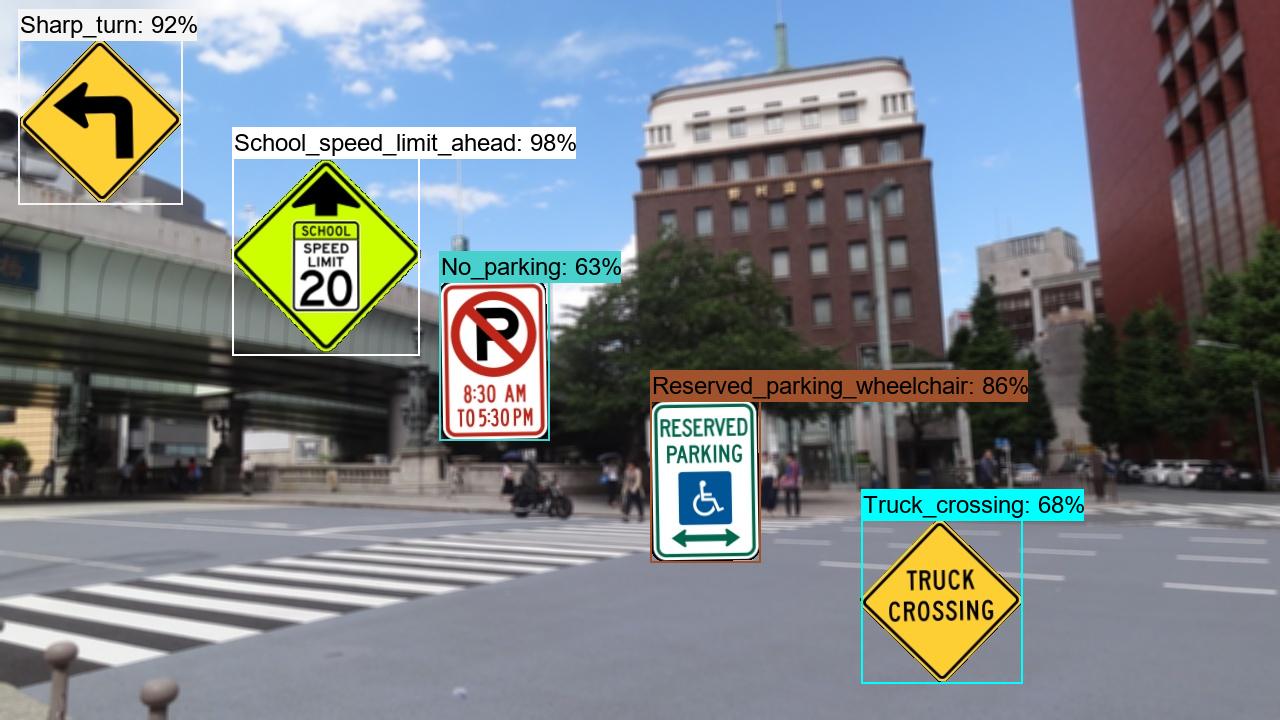 Sharp_turn: 92%
School_speed_limit_ahead: 98%
SCHOOL
SPEED
LIMIT
20
No_parking: 63%
P
8:30 AM
TO 5:30 PM
Reserved_parking_wheelchair: 86%
RESERVED
PARKING
Truck_crossing: 68%
TRUCK
CROSSING